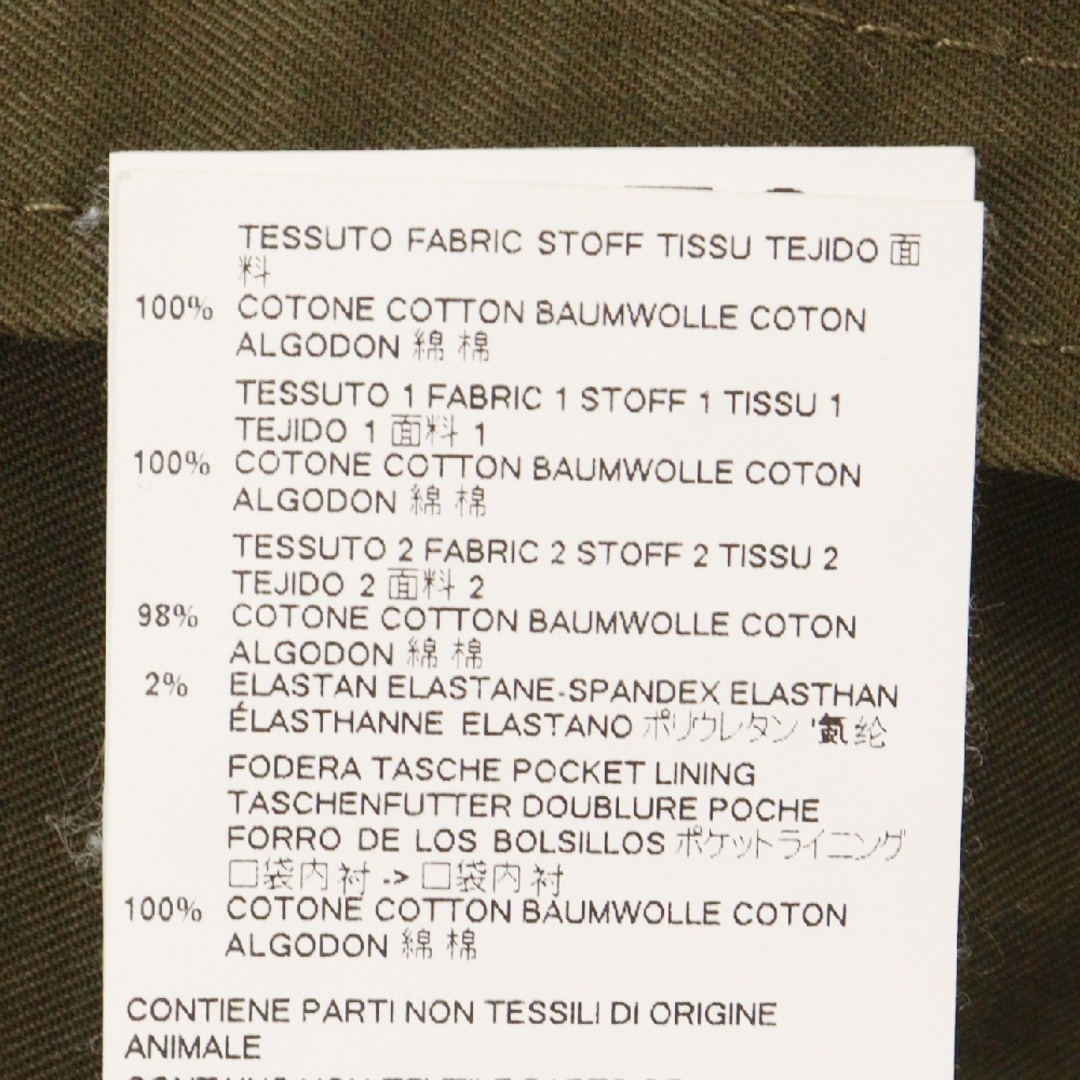 TESSUTO FABRIC STOFF TISSU TEJIDO 面
料
100% COTONE COTTON BAUMWOLLE COTON
ALGODON 綿 棉
TESSUTO 1 FABRIC 1 STOFF 1 TISSU 1
TEJIDO 1 面料 1
100% COTONE COTTON BAUMWOLLE COTON
ALGODON 綿 棉
TESSUTO 2 FABRIC 2 STOFF 2 TISSU 2
TEJIDO 2 面料 2
98% COTONE COTTON BAUMWOLLE COTON
ALGODON 綿 棉
2% ELASTAN ELASTANE-SPANDEX ELASTHAN
ÉLASTHANNE ELASTANO ポリウレタン '氨纶
FODERA TASCHE POCKET LINING
TASCHENFUTTER DOUBLURE POCHE
FORRO DE LOS BOLSILLOS ポケットライニング
口袋内衬 -> 口袋内衬
100% COTONE COTTON BAUMWOLLE COTON
ALGODON 綿 棉
CONTIENE PARTI NON TESSILI DI ORIGINE
ANIMALE